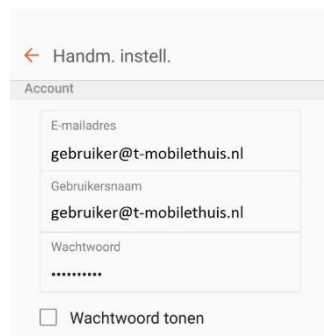 Handm. instell.
Account
E-mailadres
gebruiker@t-mobilethuis.nl
Gebruikersnaam
gebruiker@t-mobilethuis.nl
Wachtwoord
••••••••••
Wachtwoord tonen